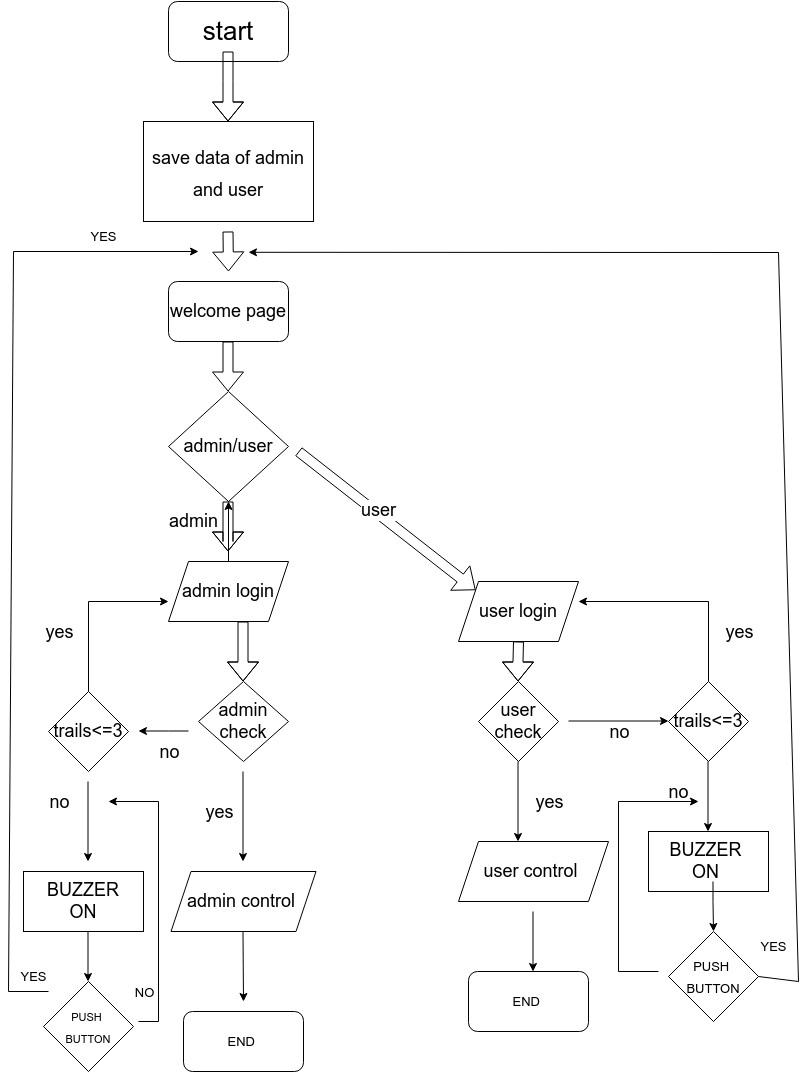 start
save data of admin
and user
YES
welcome page
admin/user
admin
user
admin login
user login
yes
yes
admin
check
user
check
trails<=3
trails<=3
no
no
no
yes
yes
no
BUZZER
ON
admin control
user control
BUZZER
ON
YES
NO
YES
PUSH
BUTTON
END
END
PUSH
BUTTON